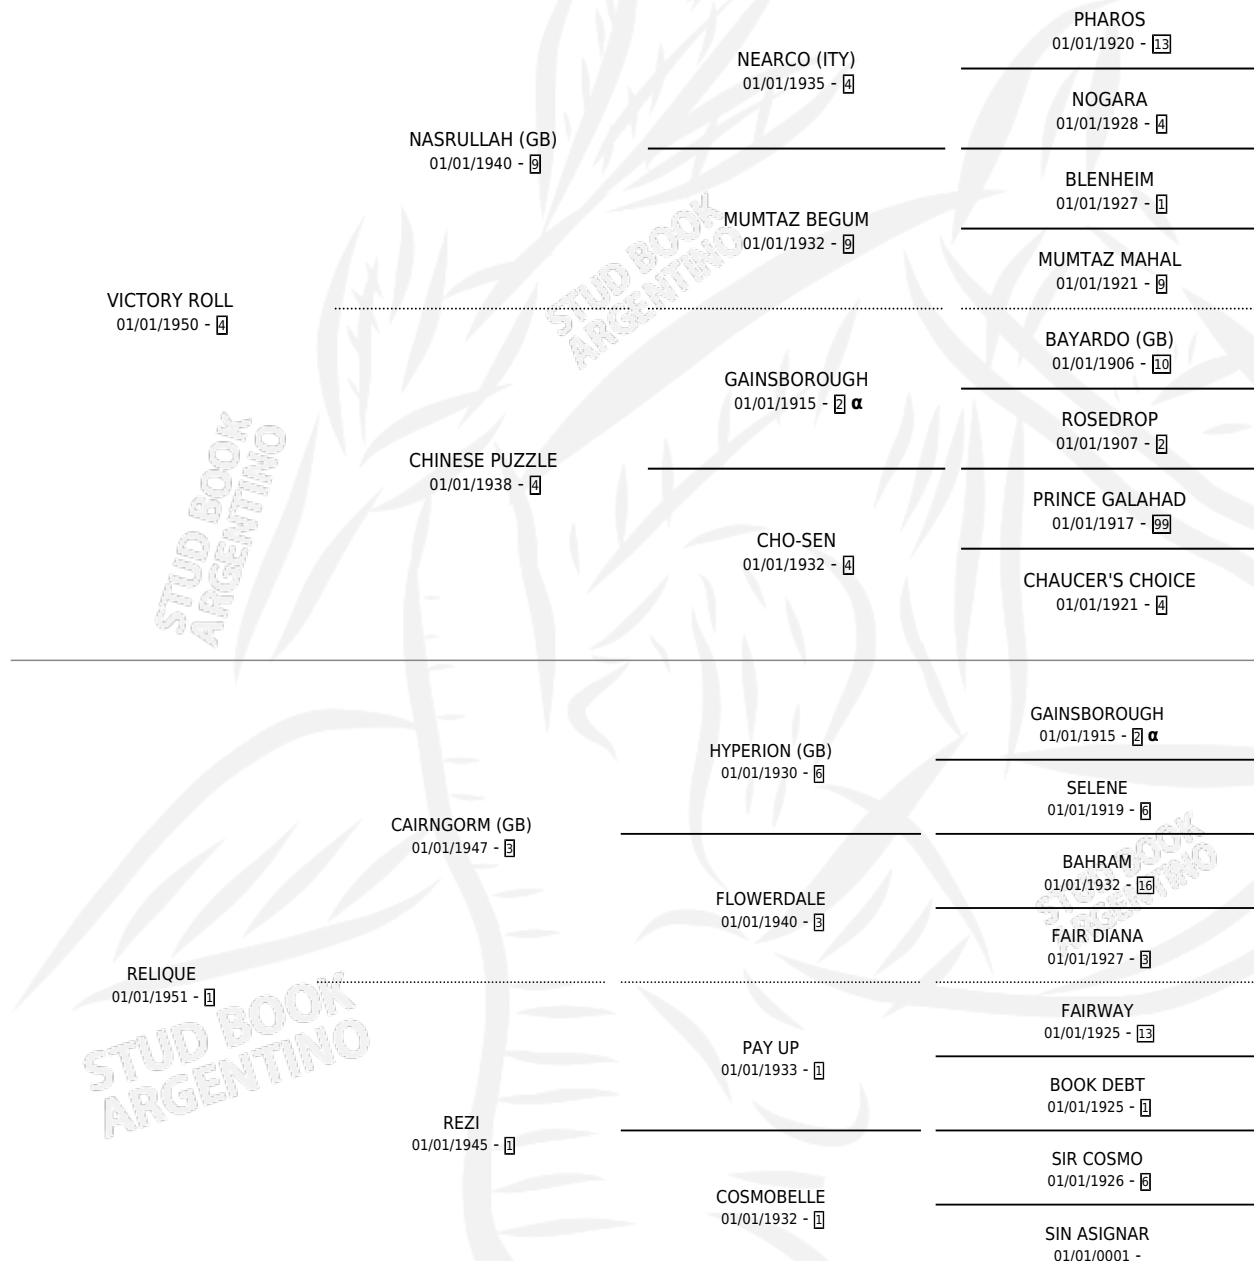 PHAROS
01/01/1920 - 13
NEARCO (ITY)
01/01/1935 - 4
NOGARA
01/01/1928 - 4
NASRULLAH (GB)
01/01/1940 - 9
BLENHEIM
01/01/1927 - 1
MUMTAZ BEGUM
01/01/1932 - 9
MUMTAZ MAHAL
01/01/1921 - 9
VICTORY ROLL
01/01/1950 - 4
BAYARDO (GB)
01/01/1906 - 10
GAINSBOROUGH
01/01/1915 - 2 α
ROSEDROP
01/01/1907 - 2
CHINESE PUZZLE
01/01/1938 - 4
PRINCE GALAHAD
01/01/1917 - 99
CHO-SEN
01/01/1932 - 4
CHAUCER'S CHOICE
01/01/1921 - 4
GAINSBOROUGH
01/01/1915 - 2 α
HYPERION (GB)
01/01/1930 - 6
SELENE
01/01/1919 - 6
CAIRNGORM (GB)
01/01/1947 - 3
BAHRAM
01/01/1932 - 16
FLOWERDALE
01/01/1940 - 3
FAIR DIANA
01/01/1927 - 3
RELIQUE
01/01/1951 - 1
FAIRWAY
01/01/1925 - 13
PAY UP
01/01/1933 - 1
BOOK DEBT
01/01/1925 - 1
REZI
01/01/1945 - 1
SIR COSMO
01/01/1926 - 6
COSMOBELLE
01/01/1932 - 1
SIN ASIGNAR
01/01/0001 -
STUD BOOK
ARGENTINO
STUD BOOK
ARGENTINO
STUD BOOK
ARGENTINO
STUD BOOK
ARGENTINO